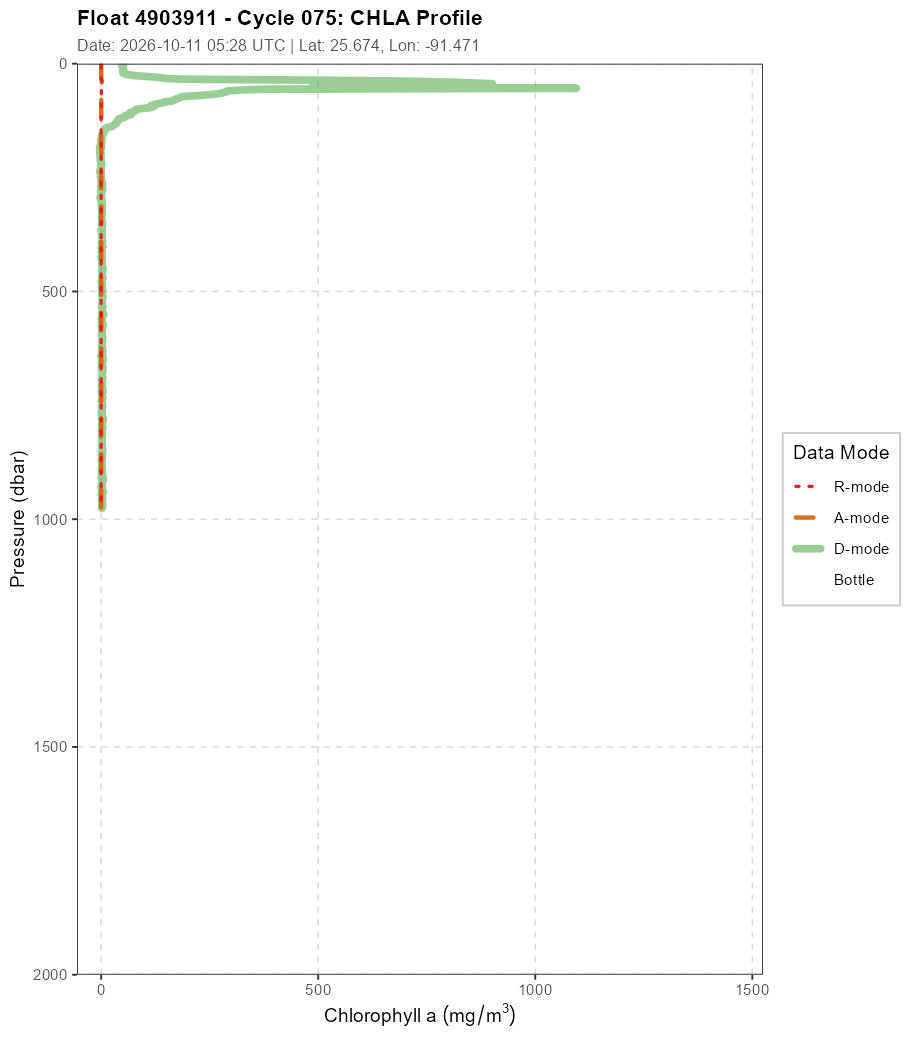 Float 4903911 - Cycle 075: CHLA Profile
Date: 2026-10-11 05:28 UTC | Lat: 25.674, Lon: -91.471
0
500
1000
1500
2000
Pressure (dbar)
0 500 1000 1500
Chlorophyll a (mg/m³)
Data Mode
R-mode
A-mode
D-mode
Bottle